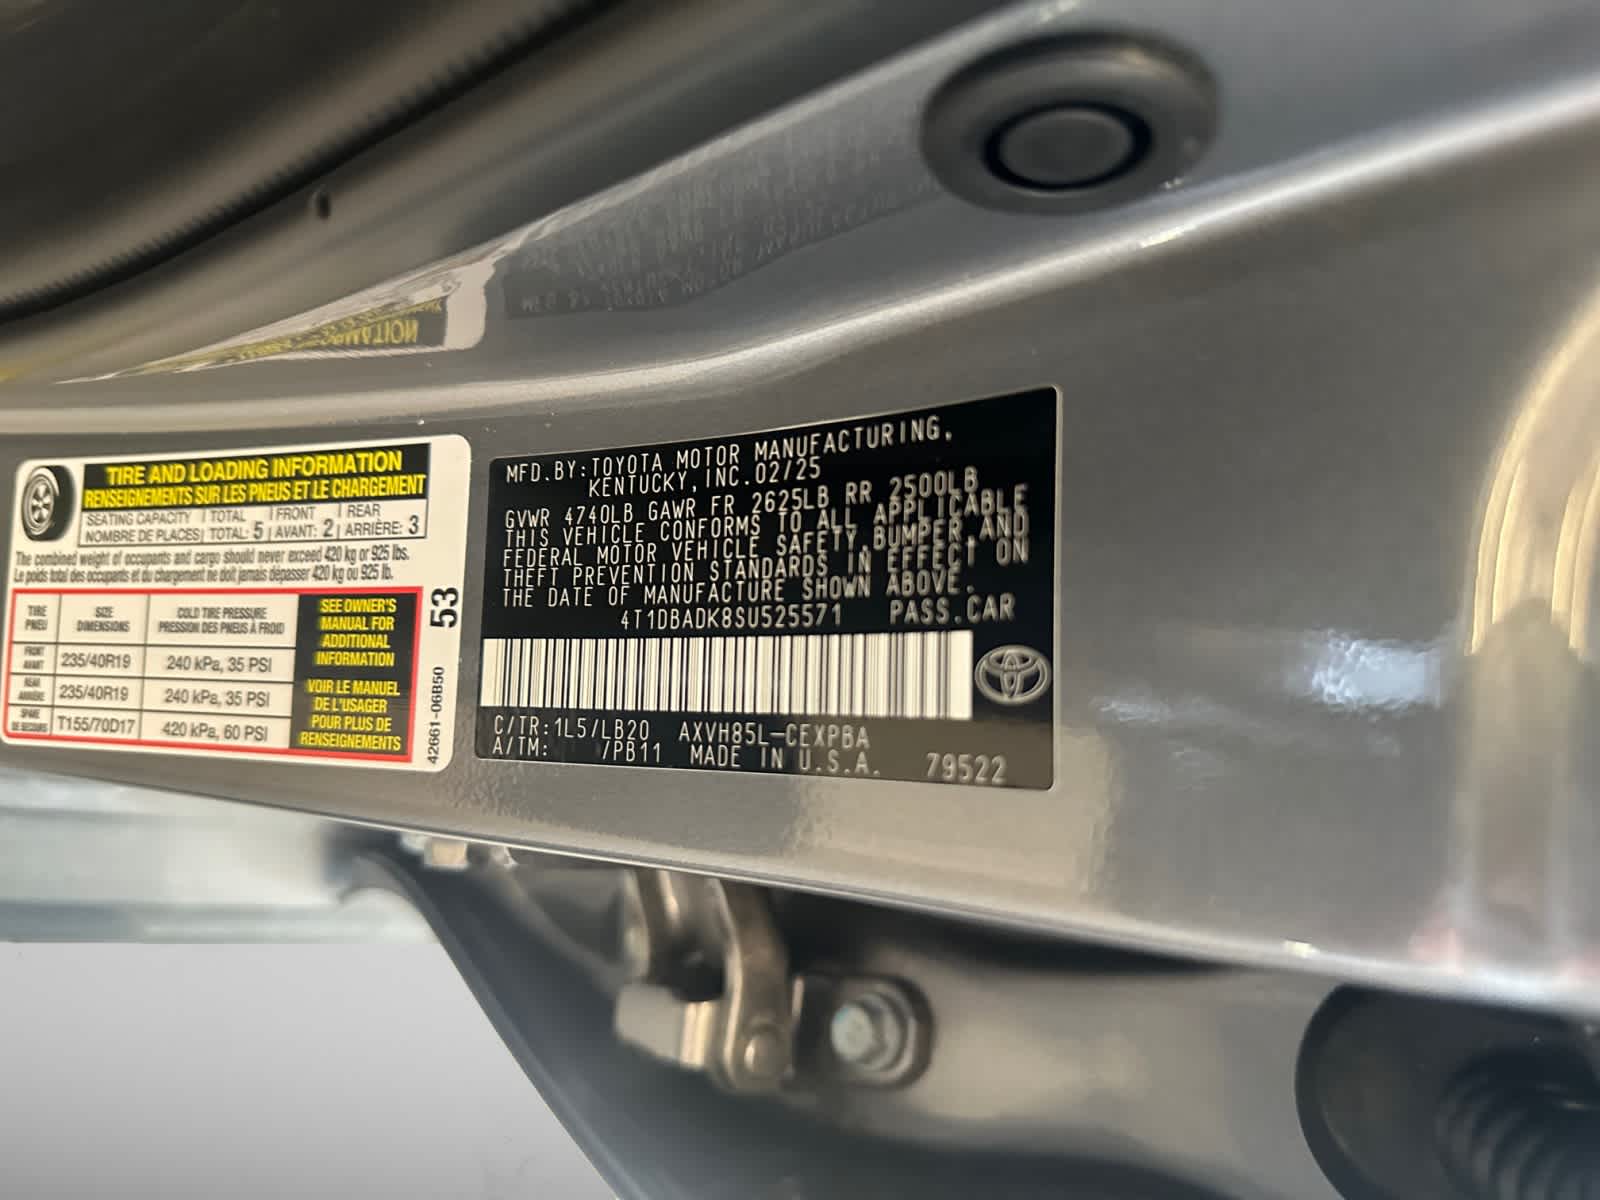 TIRE AND LOADING INFORMATION
RENSEIGNEMENTS SUR LES PNEUS ET LE CHARGEMENT
SEATING CAPACITY | TOTAL | FRONT | REAR
NOMBRE DE PLACES | TOTAL: 5 | AVANT: 2 | ARRIÈRE: 3
The combined weight of occupants and cargo should never exceed 420 kg or 925 lbs.
Le poids total des occupants et du chargement ne doit jamais dépasser 420 kg ou 925 lb.
TIRE SIZE COLD TIRE PRESSURE
PNEU DIMENSIONS PRESSION DES PNEUS À FROID
FRONT
AVANT 235/40R19 240 kPa, 35 PSI
REAR
ARRIÈRE 235/40R19 240 kPa, 35 PSI
SPARE
DE SECOURS T155/70D17 420 kPa, 60 PSI
SEE OWNER'S
MANUAL FOR
ADDITIONAL
INFORMATION
VOIR LE MANUEL
DE L'USAGER
POUR PLUS DE
RENSEIGNEMENTS
53
42661-06B50
MFD. BY: TOYOTA MOTOR MANUFACTURING,
KENTUCKY, INC. 02/25
GVWR 4740LB GAWR FR 2625LB RR 2500LB
THIS VEHICLE CONFORMS TO ALL APPLICABLE
FEDERAL MOTOR VEHICLE SAFETY, BUMPER, AND
THEFT PREVENTION STANDARDS IN EFFECT ON
THE DATE OF MANUFACTURE SHOWN ABOVE.
4T1DBADK8SU525571 PASS.CAR
C/TR: 1L5/LB20 AXVH85L-CEXPBA
A/TM: /PB11 MADE IN U.S.A. 79522